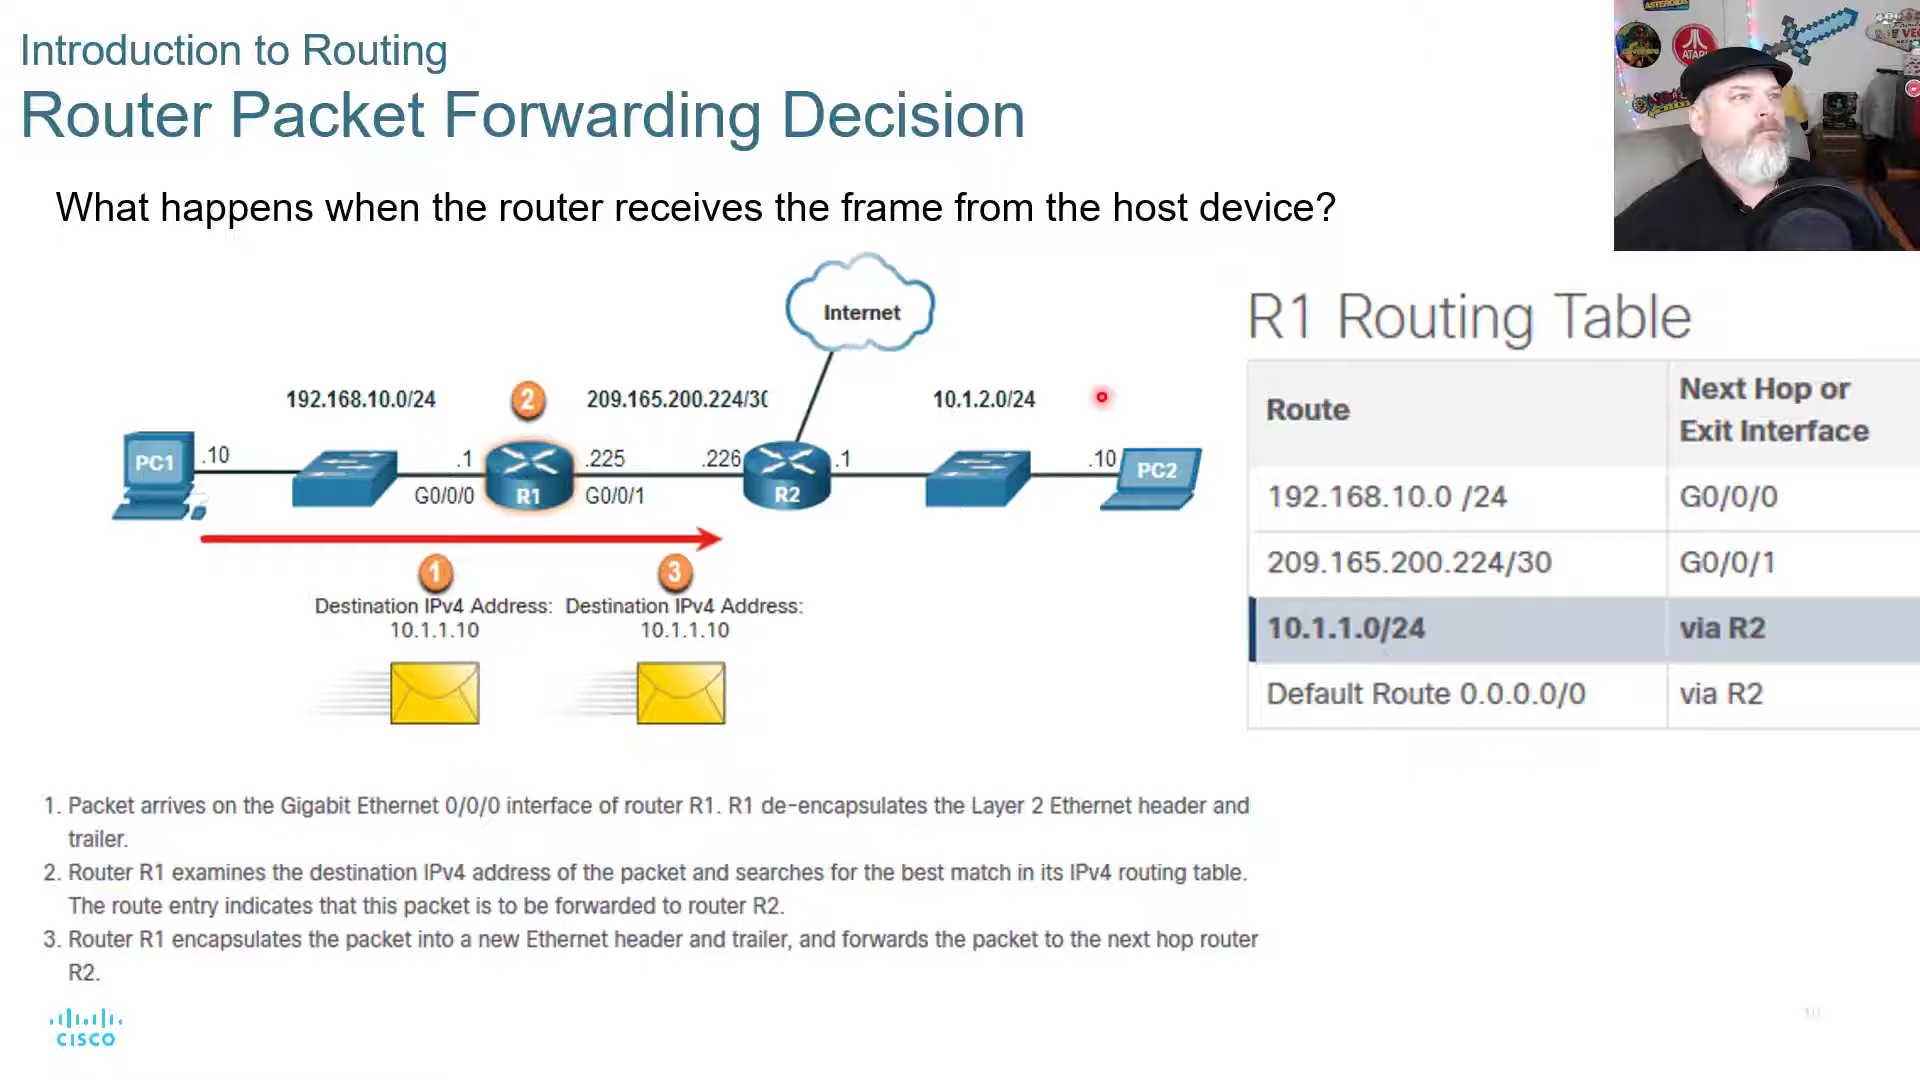 Introduction to Routing
Router Packet Forwarding Decision
What happens when the router receives the frame from the host device?
Internet
192.168.10.0/24
2
209.165.200.224/30
10.1.2.0/24
PC1
.10
.1
G0/0/0
R1
.225
G0/0/1
.226
R2
.1
.10
PC2
1
3
Destination IPv4 Address:
10.1.1.10
Destination IPv4 Address:
10.1.1.10
R1 Routing Table
Route
Next Hop or
Exit Interface
192.168.10.0 /24
G0/0/0
209.165.200.224/30
G0/0/1
10.1.1.0/24
via R2
Default Route 0.0.0.0/0
via R2
1. Packet arrives on the Gigabit Ethernet 0/0/0 interface of router R1. R1 de-encapsulates the Layer 2 Ethernet header and
trailer.
2. Router R1 examines the destination IPv4 address of the packet and searches for the best match in its IPv4 routing table.
The route entry indicates that this packet is to be forwarded to router R2.
3. Router R1 encapsulates the packet into a new Ethernet header and trailer, and forwards the packet to the next hop router
R2.
CISCO
10
ATARI